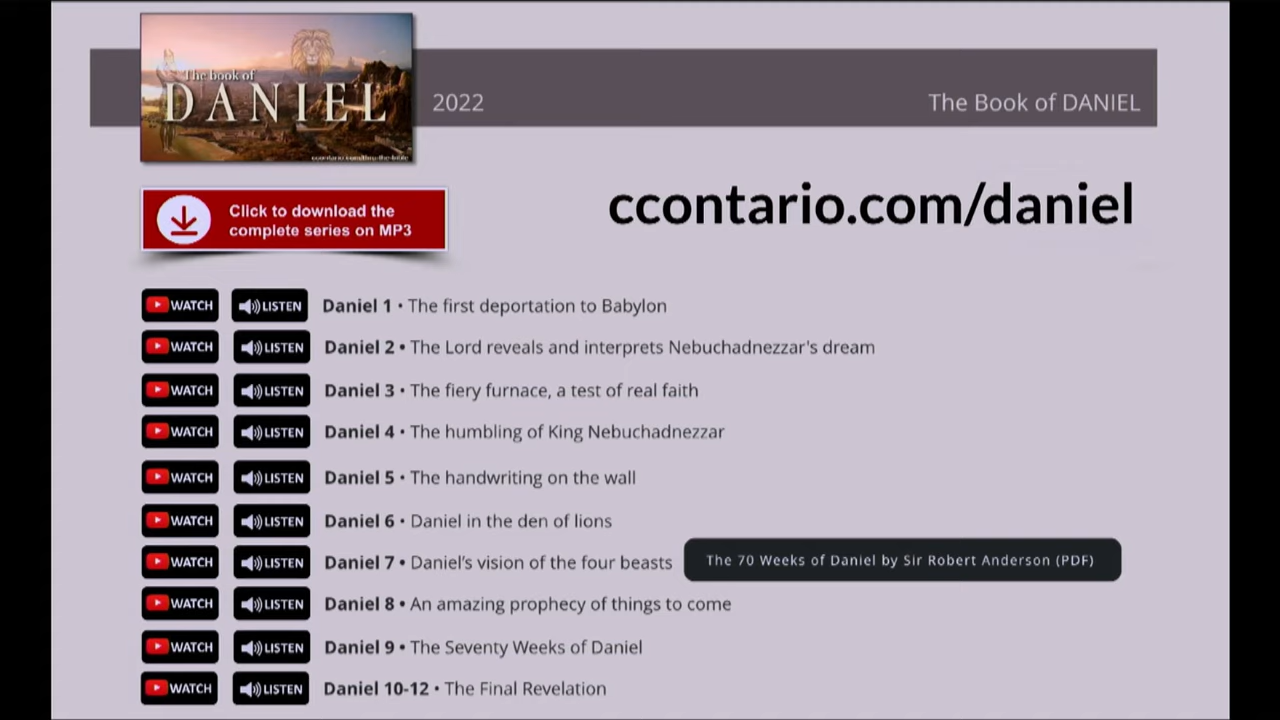 The book of
DANIEL
ccontario.com/thru-the-bible
2022
The Book of DANIEL
Click to download the
complete series on MP3
ccontario.com/daniel
WATCH LISTEN Daniel 1 • The first deportation to Babylon
WATCH LISTEN Daniel 2 • The Lord reveals and interprets Nebuchadnezzar's dream
WATCH LISTEN Daniel 3 • The fiery furnace, a test of real faith
WATCH LISTEN Daniel 4 • The humbling of King Nebuchadnezzar
WATCH LISTEN Daniel 5 • The handwriting on the wall
WATCH LISTEN Daniel 6 • Daniel in the den of lions
WATCH LISTEN Daniel 7 • Daniel’s vision of the four beasts The 70 Weeks of Daniel by Sir Robert Anderson (PDF)
WATCH LISTEN Daniel 8 • An amazing prophecy of things to come
WATCH LISTEN Daniel 9 • The Seventy Weeks of Daniel
WATCH LISTEN Daniel 10-12 • The Final Revelation